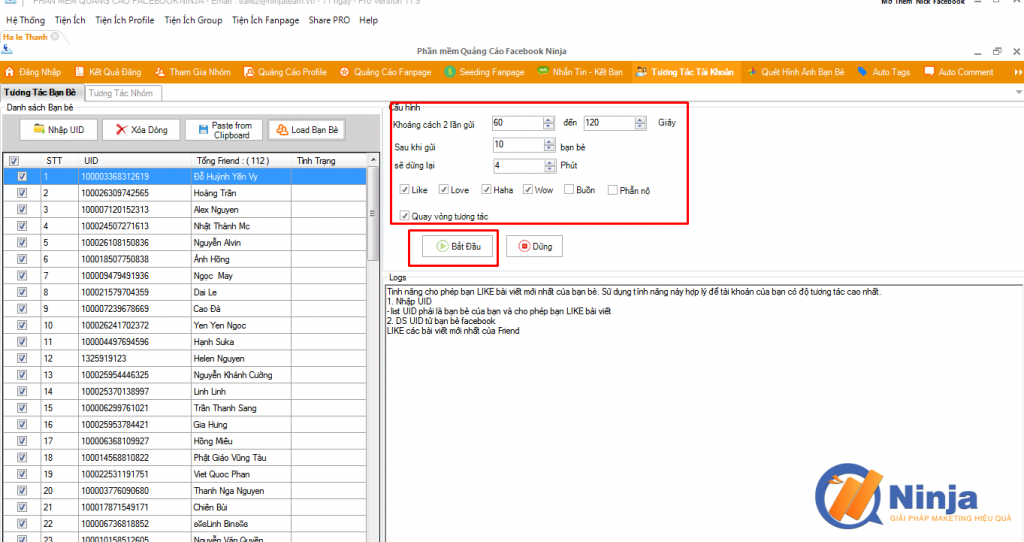 PHẦN MỀM QUẢNG CÁO FACEBOOK NINJA - Email : sale2@ninjateam.vn - 71 ngày - Pro Version 11.5
Mở Thêm Nick Facebook
Hệ Thống Tiện Ích Tiện Ích Profile Tiện Ích Group Tiện Ích Fanpage Share PRO Help
Ha le Thanh
Phần mềm Quảng Cáo Facebook Ninja
Đăng Nhập Kết Quả Đăng Tham Gia Nhóm Quảng Cáo Profile Quảng Cáo Fanpage Seeding Fanpage Nhắn Tin - Kết Bạn Tương Tác Tài Khoản Quét Hình Ảnh Bạn Bè Auto Tags Auto Comment
Tương Tác Bạn Bè Tương Tác Nhóm
Danh sách Bạn bè
Nhập UID Xóa Dòng Paste from Clipboard Load Bạn Bè
STT UID Tổng Friend : ( 112 ) Tình Trạng
1 100003368312619 Đỗ Huỳnh Yến Vy
2 100026309742565 Hoàng Trần
3 100007120152313 Alex Nguyen
4 100024507271613 Nhật Thành Mc
5 100026108150836 Nguyễn Alvin
6 100018507750838 Ánh Hồng
7 100009479491936 Ngọc May
8 100021579704359 Dai Le
9 100007239678669 Cao Đà
10 100026241702372 Yen Yen Ngoc
11 100004497694596 Hạnh Suka
12 1325919123 Helen Nguyen
13 100025954446325 Nguyễn Khánh Cường
14 100025370138997 Linh Linh
15 100006299761021 Trần Thanh Sang
16 100025953784421 Gia Hưng
17 100006368109927 Hồng Miêu
18 100014568810822 Phật Giáo Vũng Tàu
19 100022531191751 Viet Quoc Phan
20 100003776090680 Thanh Nga Nguyen
21 100017871549171 Chiến Bùi
22 100006736818852
23 100010158512605 Nguyễn Văn Quyền
Cấu hình
Khoảng cách 2 lần gửi 60 đến 120 Giây
Sau khi gửi 10 bạn bè
sẽ dừng lại 4 Phút
Like Love Haha Wow Buồn Phẫn nộ
Quay vòng tương tác
Bắt Đầu Dừng
Logs
Tính năng cho phép bạn LIKE bài viết mới nhất của bạn bè. Sử dụng tính năng này hợp lý để tài khoản của bạn có độ tương tác cao nhất.
1. Nhập UID
- list UID phải là bạn bè của bạn và cho phép bạn LIKE bài viết
2. DS UID từ bạn bè facebook
LIKE các bài viết mới nhất của Friend
Ninja
GIẢI PHÁP MAKETING HIỆU QUẢ